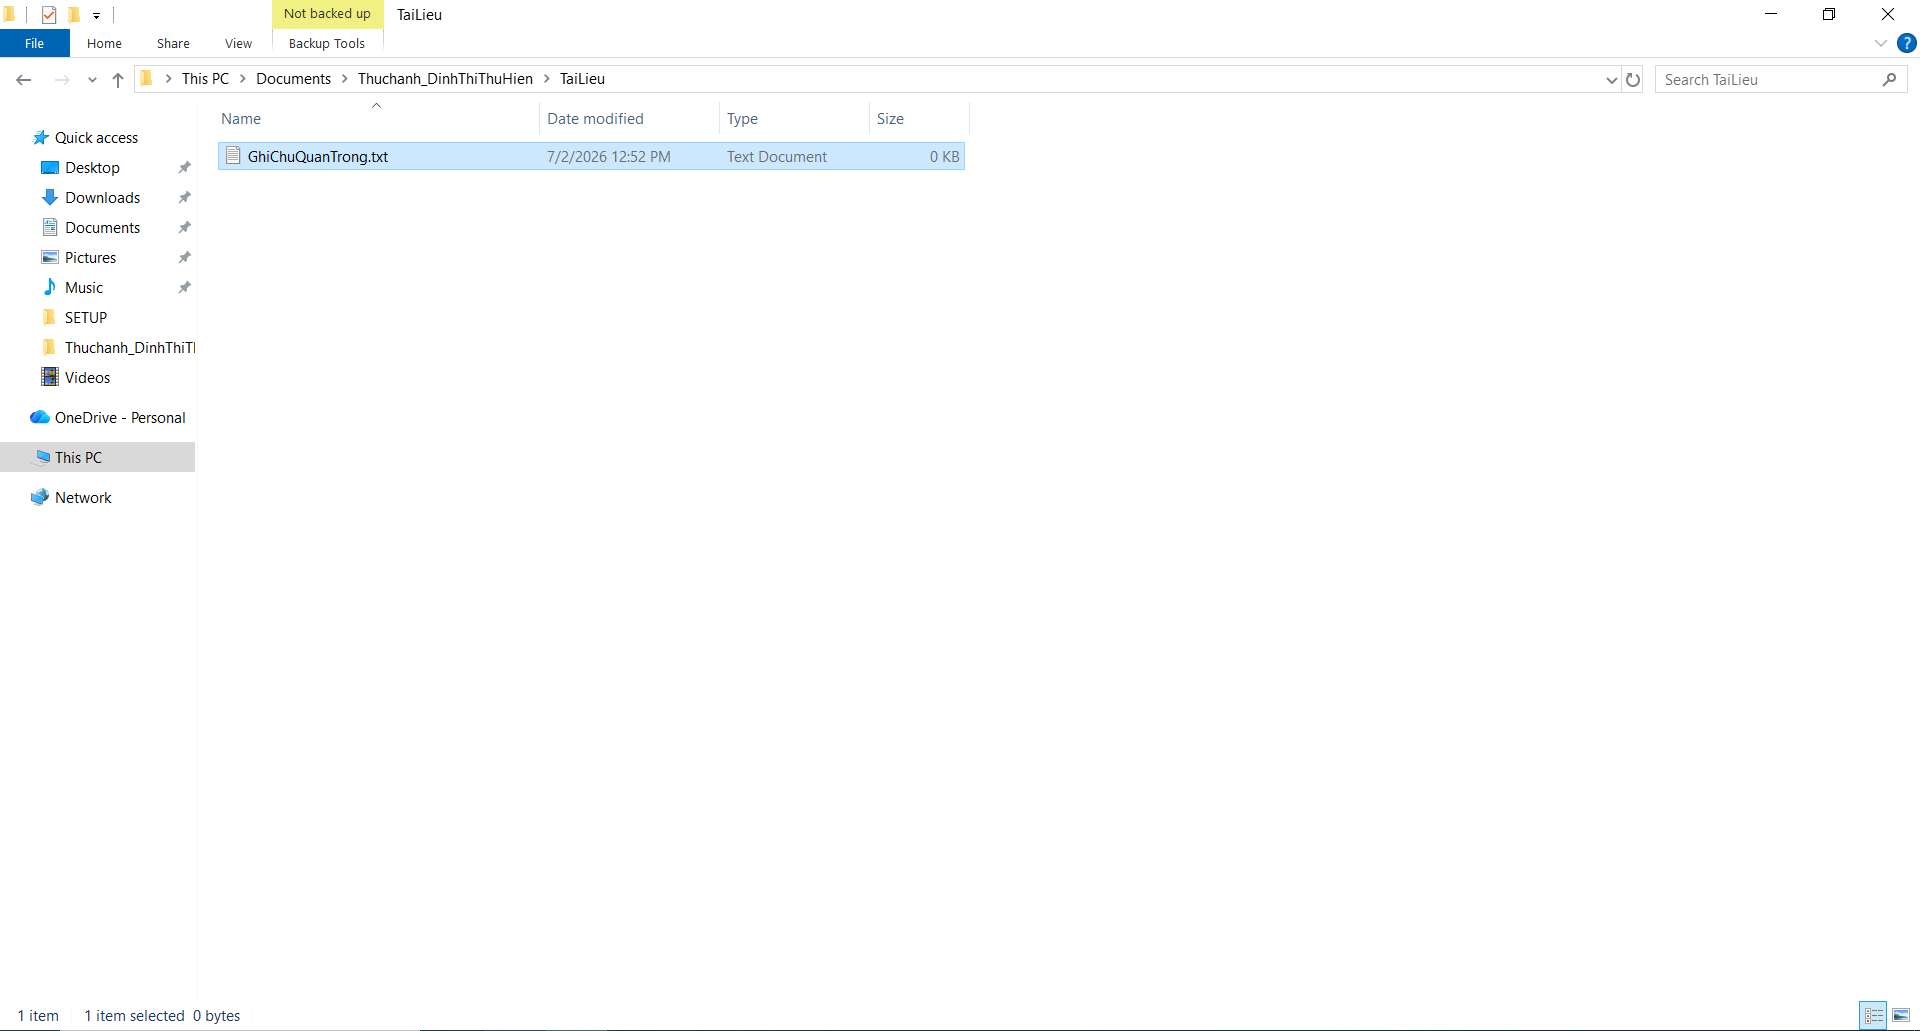 Not backed up
TaiLieu
File
Home
Share
View
Backup Tools
This PC
Documents
Thuchanh_DinhThiThuHien
TaiLieu
Search TaiLieu
Name
Date modified
Type
Size
GhiChuQuanTrong.txt
7/2/2026 12:52 PM
Text Document
0 KB
Quick access
Desktop
Downloads
Documents
Pictures
Music
SETUP
Thuchanh_DinhThiTl
Videos
OneDrive - Personal
This PC
Network
1 item
1 item selected 0 bytes